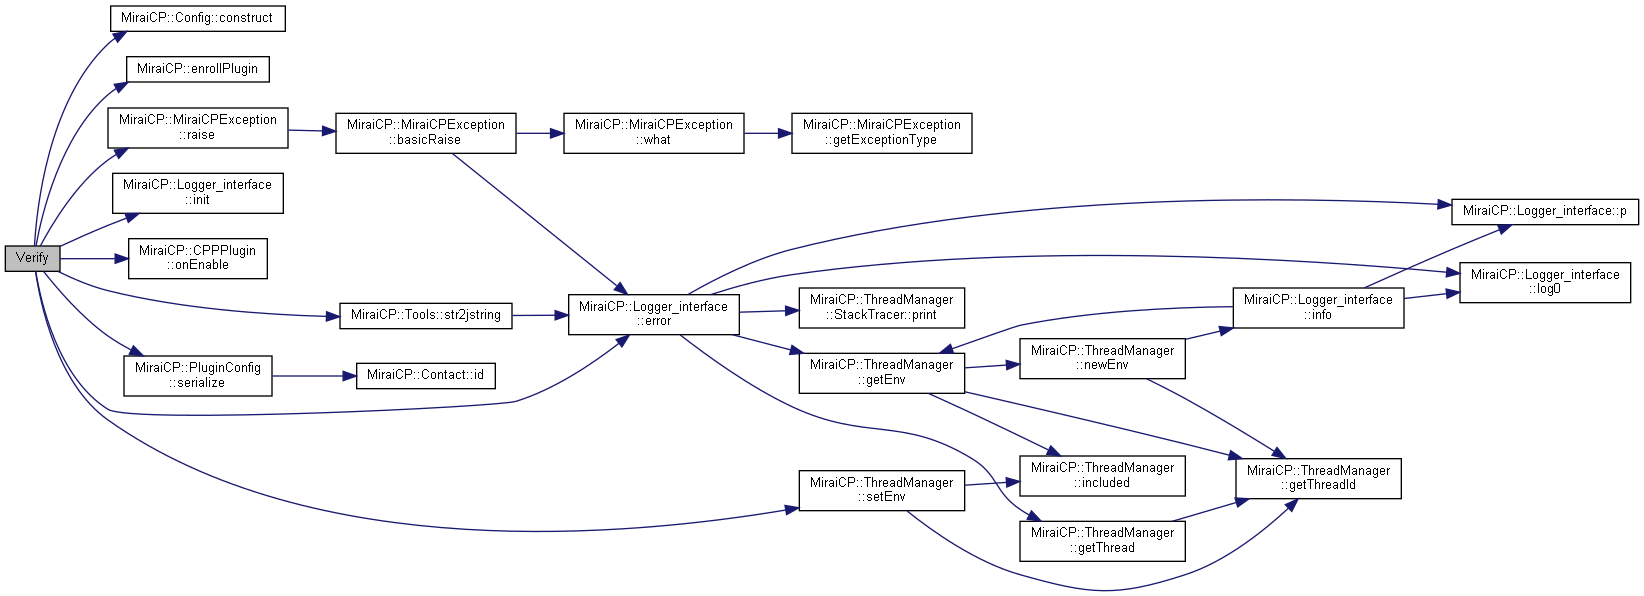 Verify
MiraiCP::Config::construct
MiraiCP::enrollPlugin
MiraiCP::MiraiCPException
::raise
MiraiCP::Logger_interface
::init
MiraiCP::CPPPlugin
::onEnable
MiraiCP::Tools::str2jstring
MiraiCP::PluginConfig
::serialize
MiraiCP::Contact::id
MiraiCP::MiraiCPException
::basicRaise
MiraiCP::MiraiCPException
::what
MiraiCP::MiraiCPException
::getExceptionType
MiraiCP::Logger_interface
::error
MiraiCP::ThreadManager
::StackTracer::print
MiraiCP::ThreadManager
::getEnv
MiraiCP::ThreadManager
::setEnv
MiraiCP::ThreadManager
::newEnv
MiraiCP::ThreadManager
::included
MiraiCP::ThreadManager
::getThread
MiraiCP::Logger_interface
::info
MiraiCP::ThreadManager
::getThreadId
MiraiCP::Logger_interface::p
MiraiCP::Logger_interface
::log0